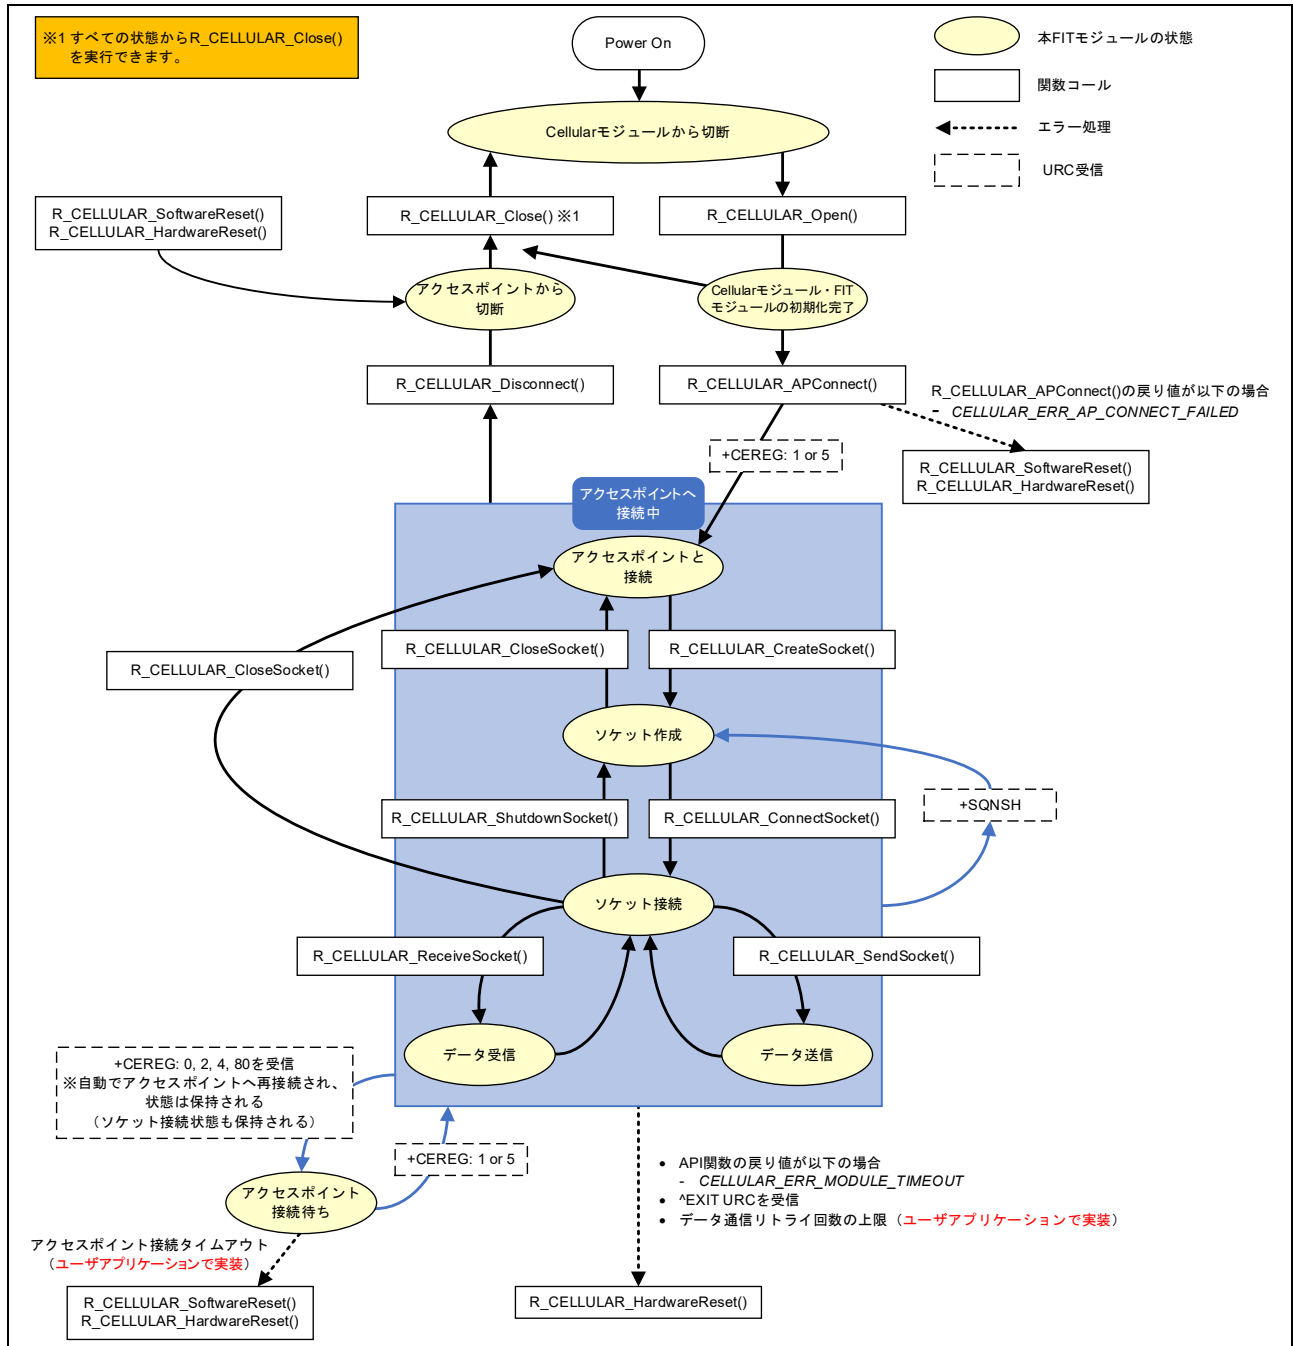 ※1 すべての状態からR_CELLULAR_Close()
を実行できます。
Power On
本FITモジュールの状態
関数コール
エラー処理
URC受信
Cellularモジュールから切断
R_CELLULAR_SoftwareReset()
R_CELLULAR_HardwareReset()
R_CELLULAR_Close() ※1
R_CELLULAR_Open()
アクセスポイントから
切断
Cellularモジュール・FIT
モジュールの初期化完了
R_CELLULAR_Disconnect()
R_CELLULAR_APConnect()
R_CELLULAR_APConnect()の戻り値が以下の場合
- CELLULAR_ERR_AP_CONNECT_FAILED
+CEREG: 1 or 5
R_CELLULAR_SoftwareReset()
R_CELLULAR_HardwareReset()
アクセスポイントへ
接続中
アクセスポイントと
接続
R_CELLULAR_CloseSocket()
R_CELLULAR_CreateSocket()
R_CELLULAR_CloseSocket()
ソケット作成
+SQNSH
R_CELLULAR_ShutdownSocket()
R_CELLULAR_ConnectSocket()
ソケット接続
R_CELLULAR_ReceiveSocket()
R_CELLULAR_SendSocket()
データ受信
データ送信
+CEREG: 0, 2, 4, 80を受信
※自動でアクセスポイントへ再接続され、
状態は保持される
（ソケット接続状態も保持される）
+CEREG: 1 or 5
アクセスポイント
接続待ち
• API関数の戻り値が以下の場合
- CELLULAR_ERR_MODULE_TIMEOUT
• ^EXIT URCを受信
• データ通信リトライ回数の上限（ユーザアプリケーションで実装）
アクセスポイント接続タイムアウト
（ユーザアプリケーションで実装）
R_CELLULAR_SoftwareReset()
R_CELLULAR_HardwareReset()
R_CELLULAR_HardwareReset()